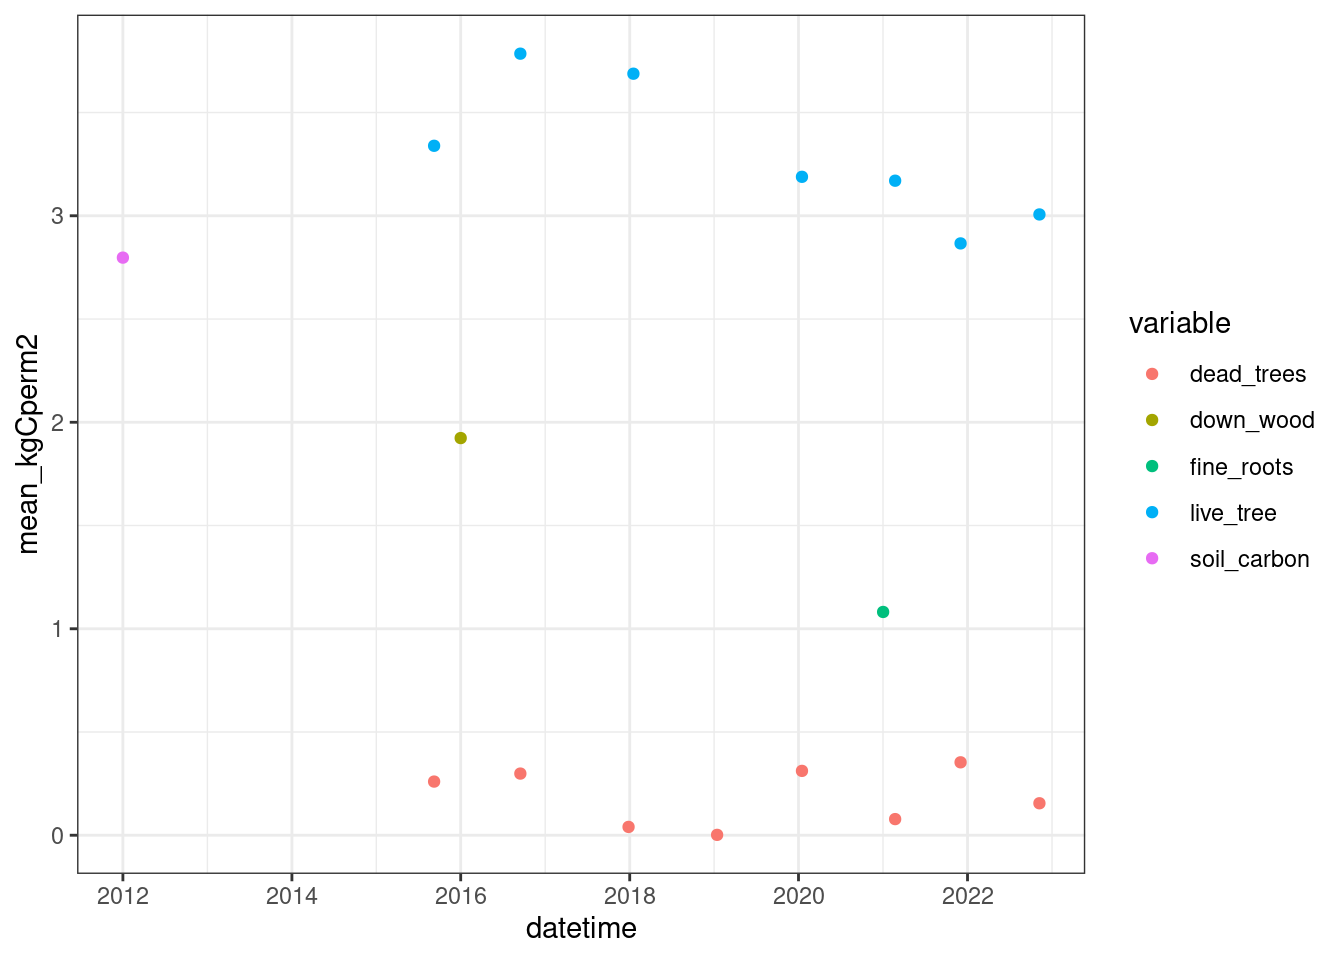 mean_kgCperm2
3
2
1
0
2012
2014
2016
2018
2020
2022
datetime
variable
dead_trees
down_wood
fine_roots
live_tree
soil_carbon